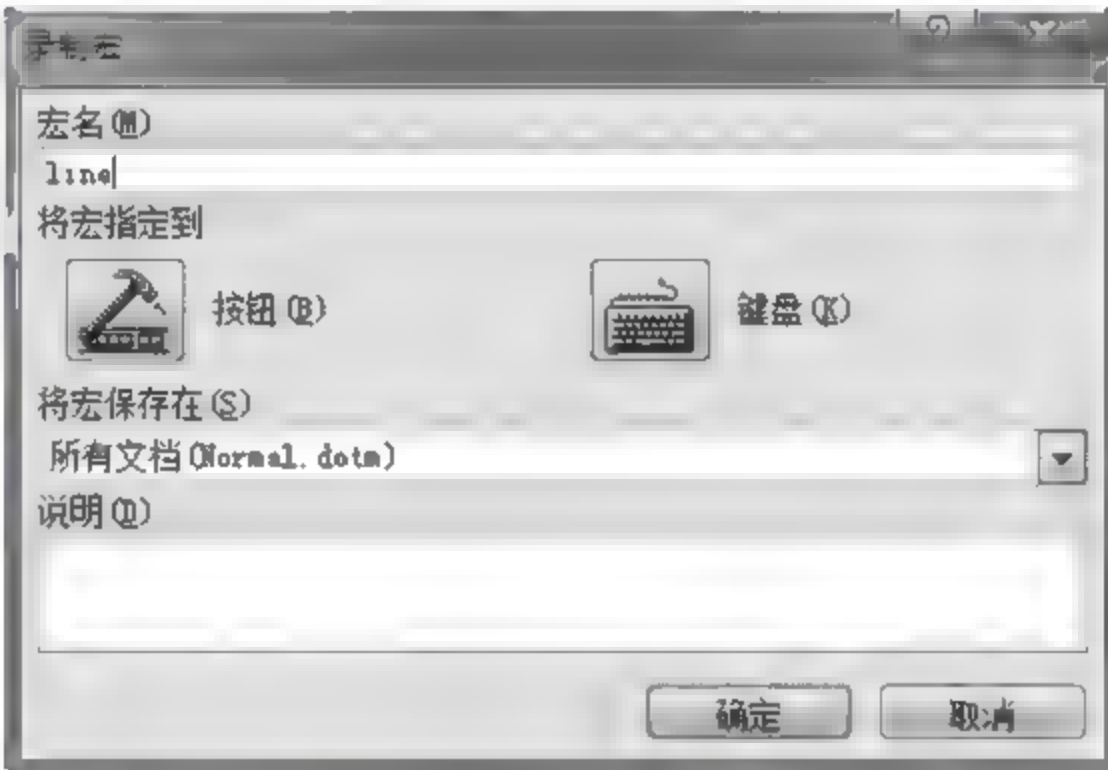 录制宏
宏名(M)
line
将宏指定到
按钮(B)
键盘(K)
将宏保存在(S)
所有文档(Normal.dotm)
说明(D)
确定
取消